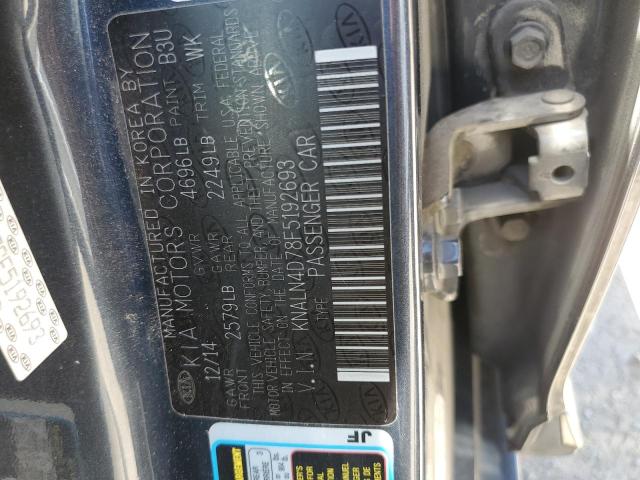 MANUFACTURED IN KOREA BY
KIA MOTORS CORPORATION
12/14 GVWR 4696LB PAINT B3U
GAWR FRONT 2579LB GAWR REAR 2249LB TRIM WK
THIS VEHICLE CONFORMS TO ALL APPLICABLE U.S.A. FEDERAL
MOTOR VEHICLE SAFETY, BUMPER, AND THEFT PREVENTION STANDARDS
IN EFFECT ON THE DATE OF MANUFACTURE SHOWN
V.I.N: KNALN4D78F5192693
TYPE: PASSENGER CAR
JF
F5192693